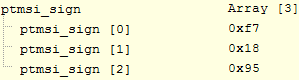 ptmsi_sign Array [3]
ptmsi_sign [0] 0xf7
ptmsi_sign [1] 0x18
ptmsi_sign [2] 0x95